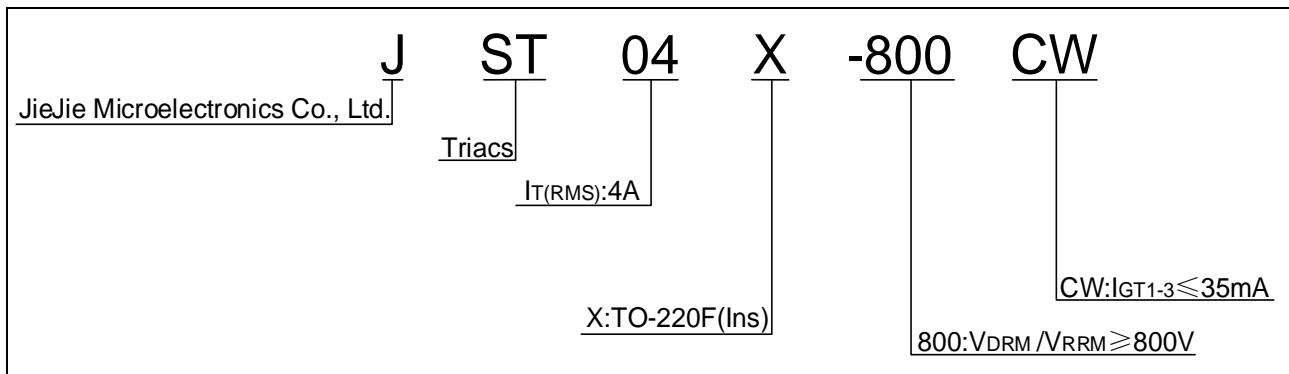 J ST 04 X -800 CW
JieJie Microelectronics Co., Ltd.
Triacs
IT(RMS):4A
CW:IGT1-3≤35mA
X:TO-220F(Ins)
800:VDRM /VRRM≥800V